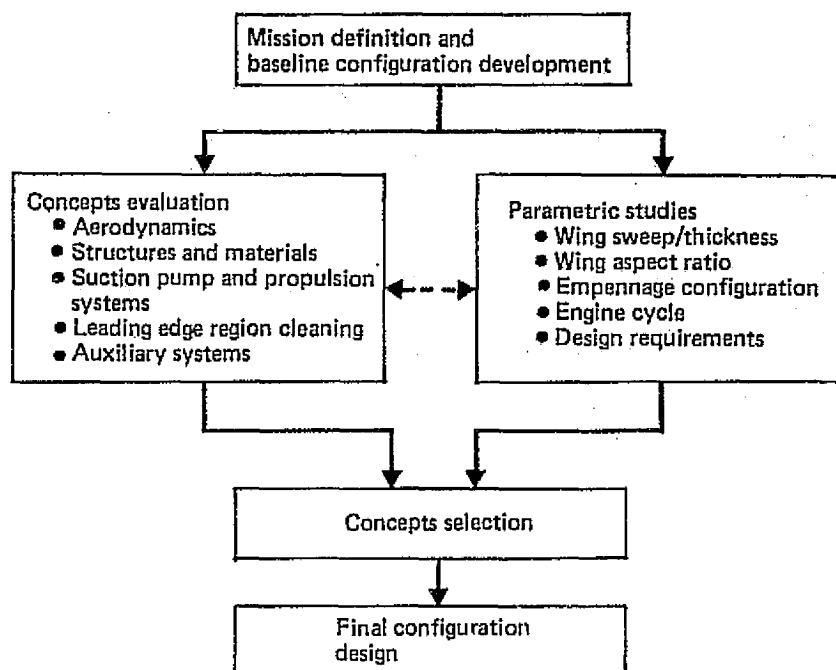 Mission definition and
baseline configuration development
Concepts evaluation
● Aerodynamics
● Structures and materials
● Suction pump and propulsion
systems
● Leading edge region cleaning
● Auxiliary systems
Parametric studies
● Wing sweep/thickness
● Wing aspect ratio
● Empennage configuration
● Engine cycle
● Design requirements
Concepts selection
Final configuration
design